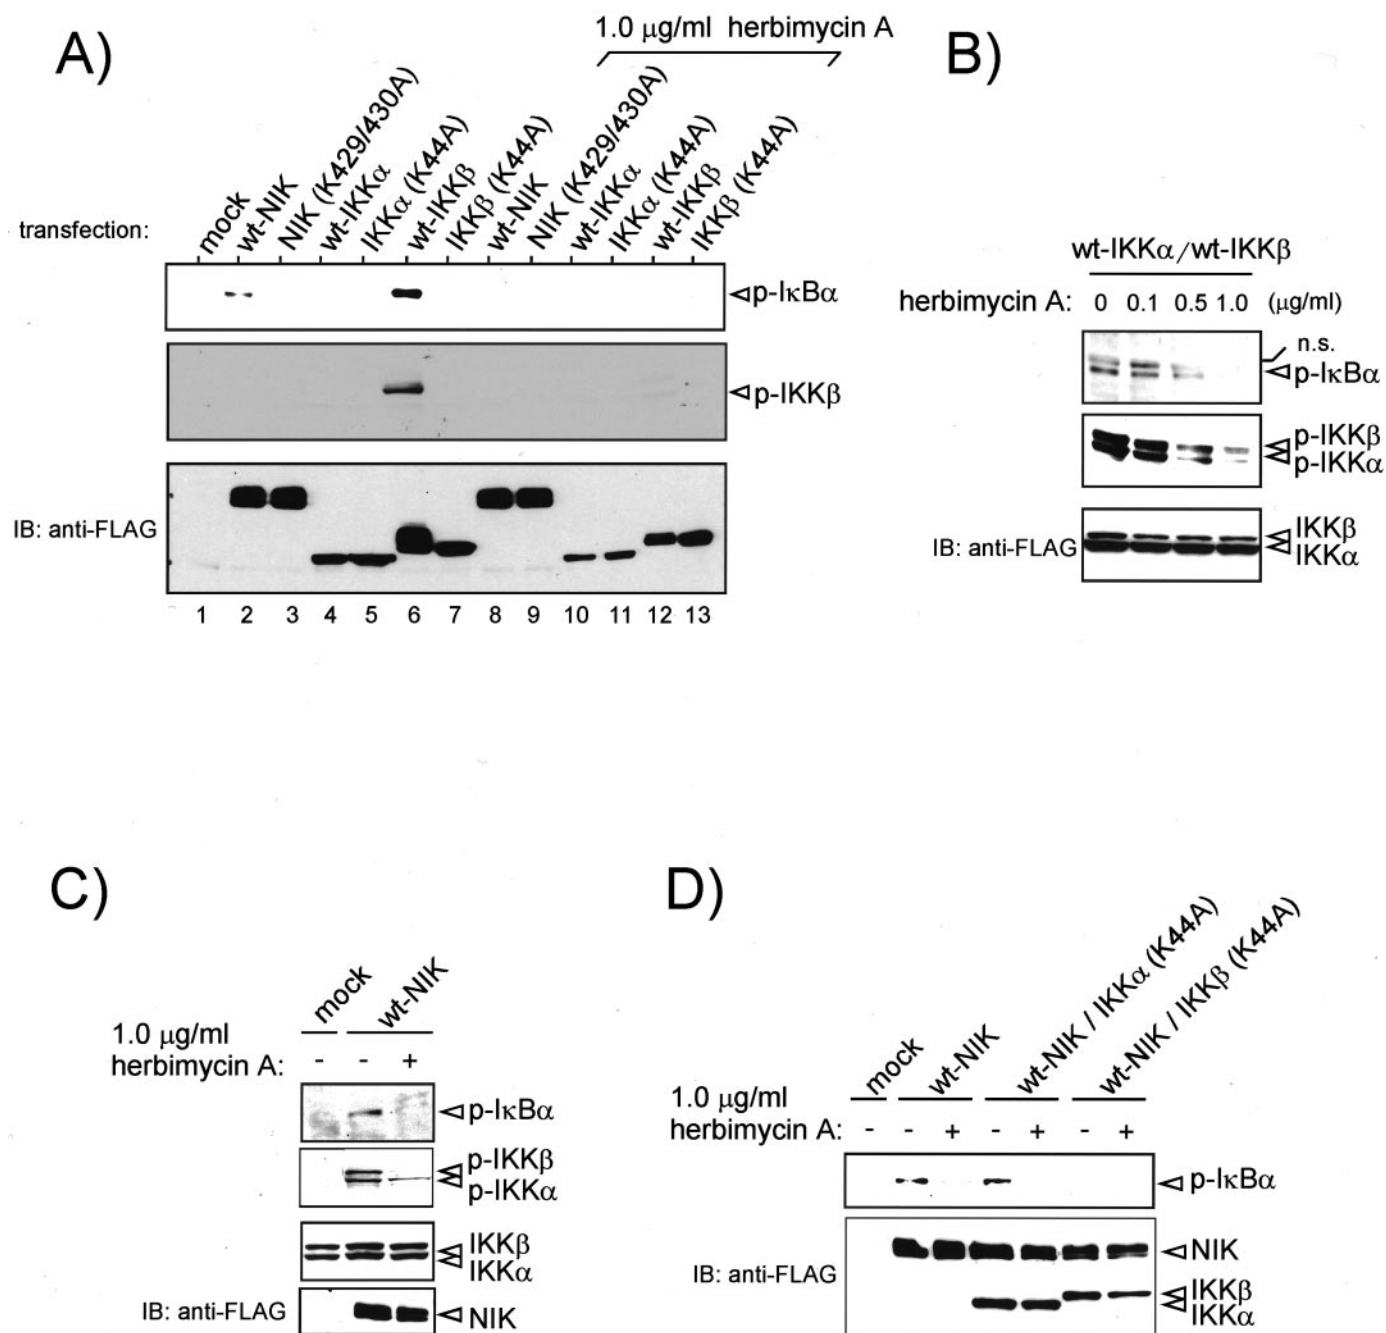 A)
1.0 μg/ml herbimycin A
transfection:
mock
wt-NIK
NIK (K429/430A)
wt-IKKα
IKKα (K44A)
wt-IKKβ
IKKβ (K44A)
wt-NIK
NIK (K429/430A)
wt-IKKα
IKKα (K44A)
wt-IKKβ
IKKβ (K44A)
p-IκBα
p-IKKβ
IB: anti-FLAG
1 2 3 4 5 6 7 8 9 10 11 12 13
B)
wt-IKKα/wt-IKKβ
herbimycin A: 0 0.1 0.5 1.0 (μg/ml)
n.s.
p-IκBα
p-IKKβ
p-IKKα
IB: anti-FLAG
IKKβ
IKKα
C)
mock
wt-NIK
1.0 μg/ml
herbimycin A: - - +
p-IκBα
p-IKKβ
p-IKKα
IKKβ
IKKα
IB: anti-FLAG
NIK
D)
mock
wt-NIK
wt-NIK / IKKα (K44A)
wt-NIK / IKKβ (K44A)
1.0 μg/ml
herbimycin A: - - + - + - +
p-IκBα
IB: anti-FLAG
NIK
IKKβ
IKKα